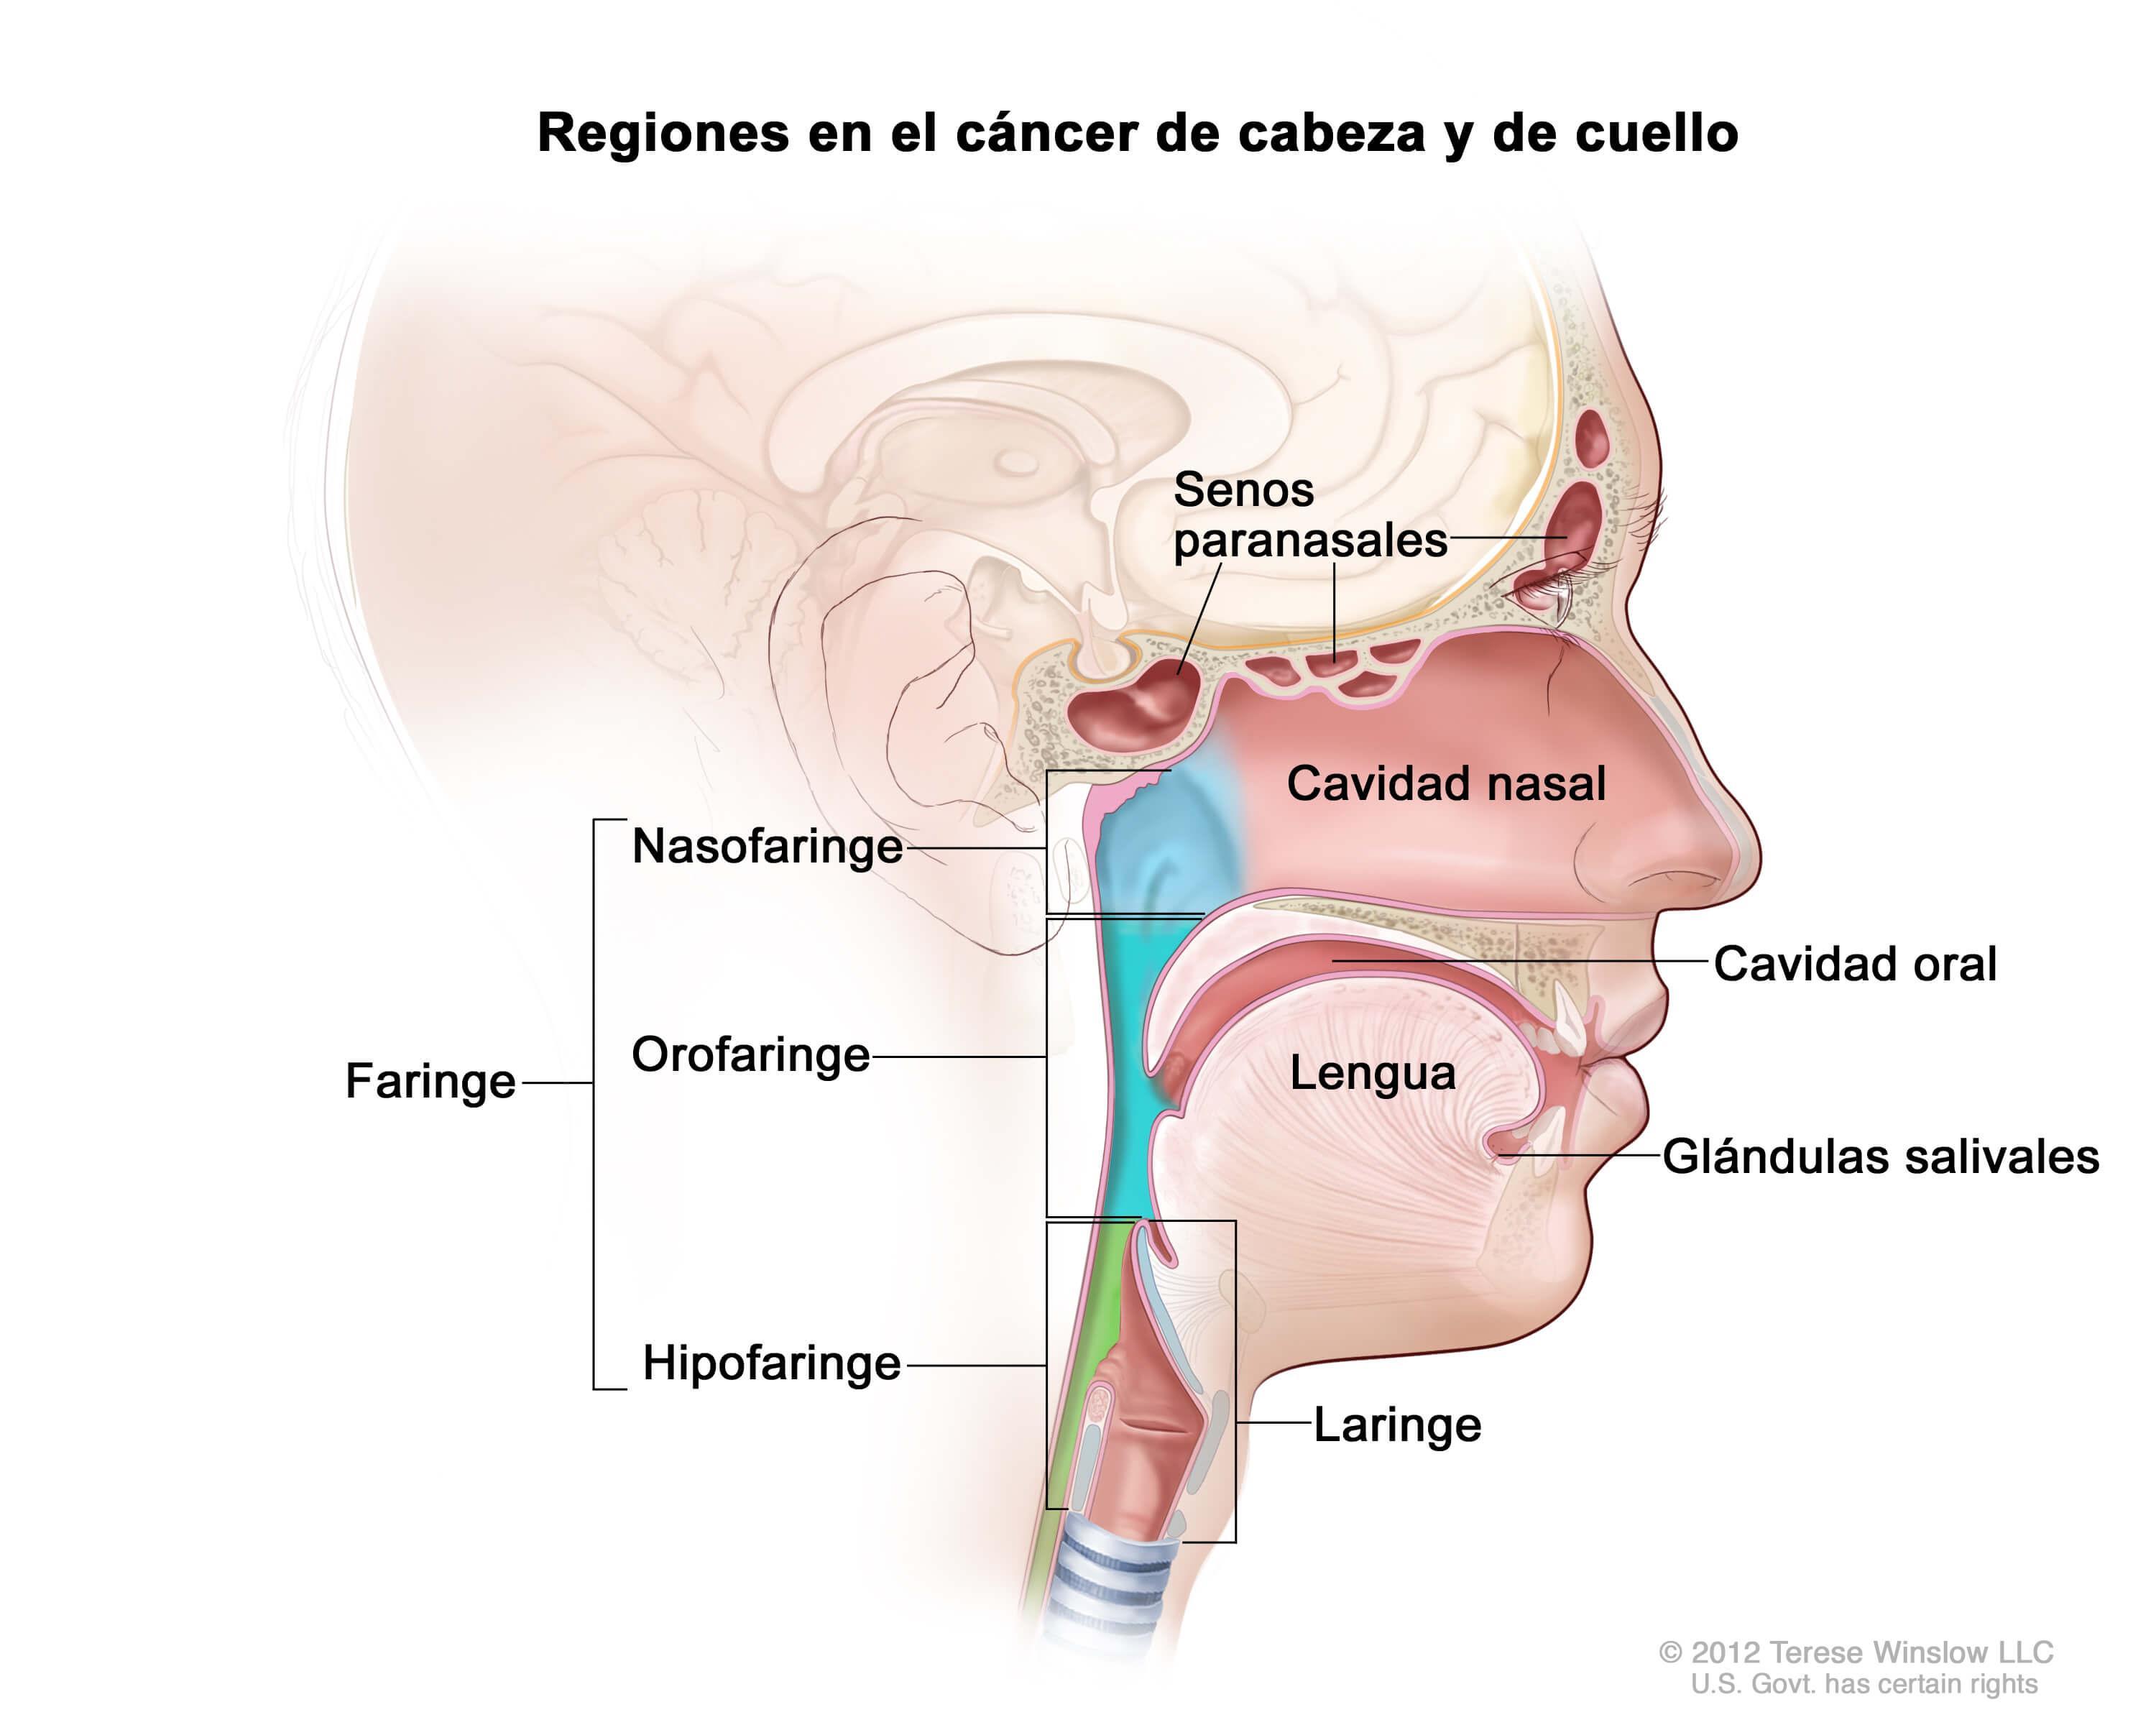 Regiones en el cáncer de cabeza y de cuello
Senos
paranasales
Cavidad nasal
Nasofaringe
Cavidad oral
Orofaringe
Lengua
Faringe
Glándulas salivales
Hipofaringe
Laringe
© 2012 Terese Winslow LLC
U.S. Govt. has certain rights